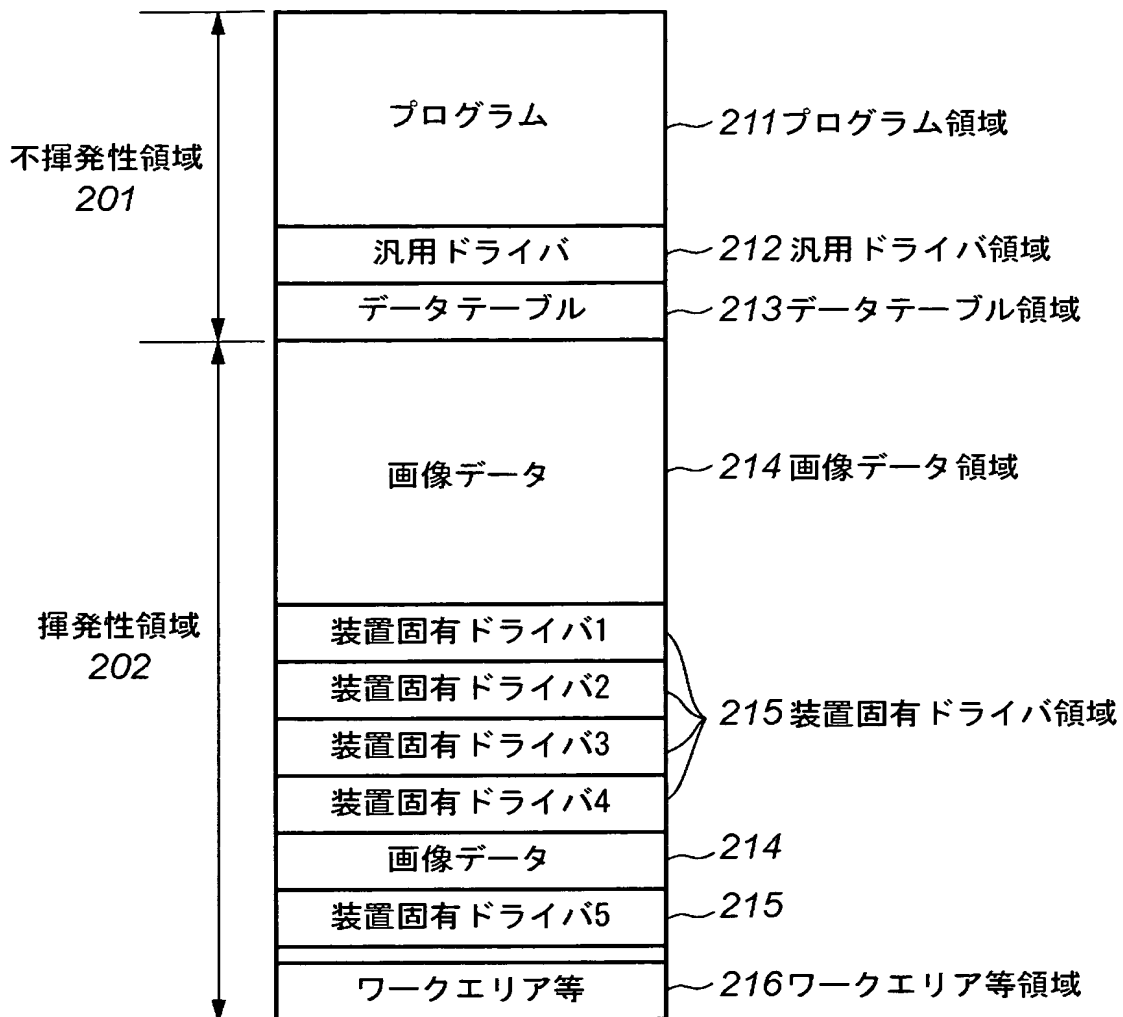 プログラム
211プログラム領域
不揮発性領域
201
汎用ドライバ
212 汎用ドライバ領域
データテーブル
213データテーブル領域
画像データ
214画像データ領域
揮発性領域
202
装置固有ドライバ1
装置固有ドライバ2
装置固有ドライバ3
装置固有ドライバ4
215装置固有ドライバ領域
画像データ
214
装置固有ドライバ5
215
ワークエリア等
216ワークエリア等領域